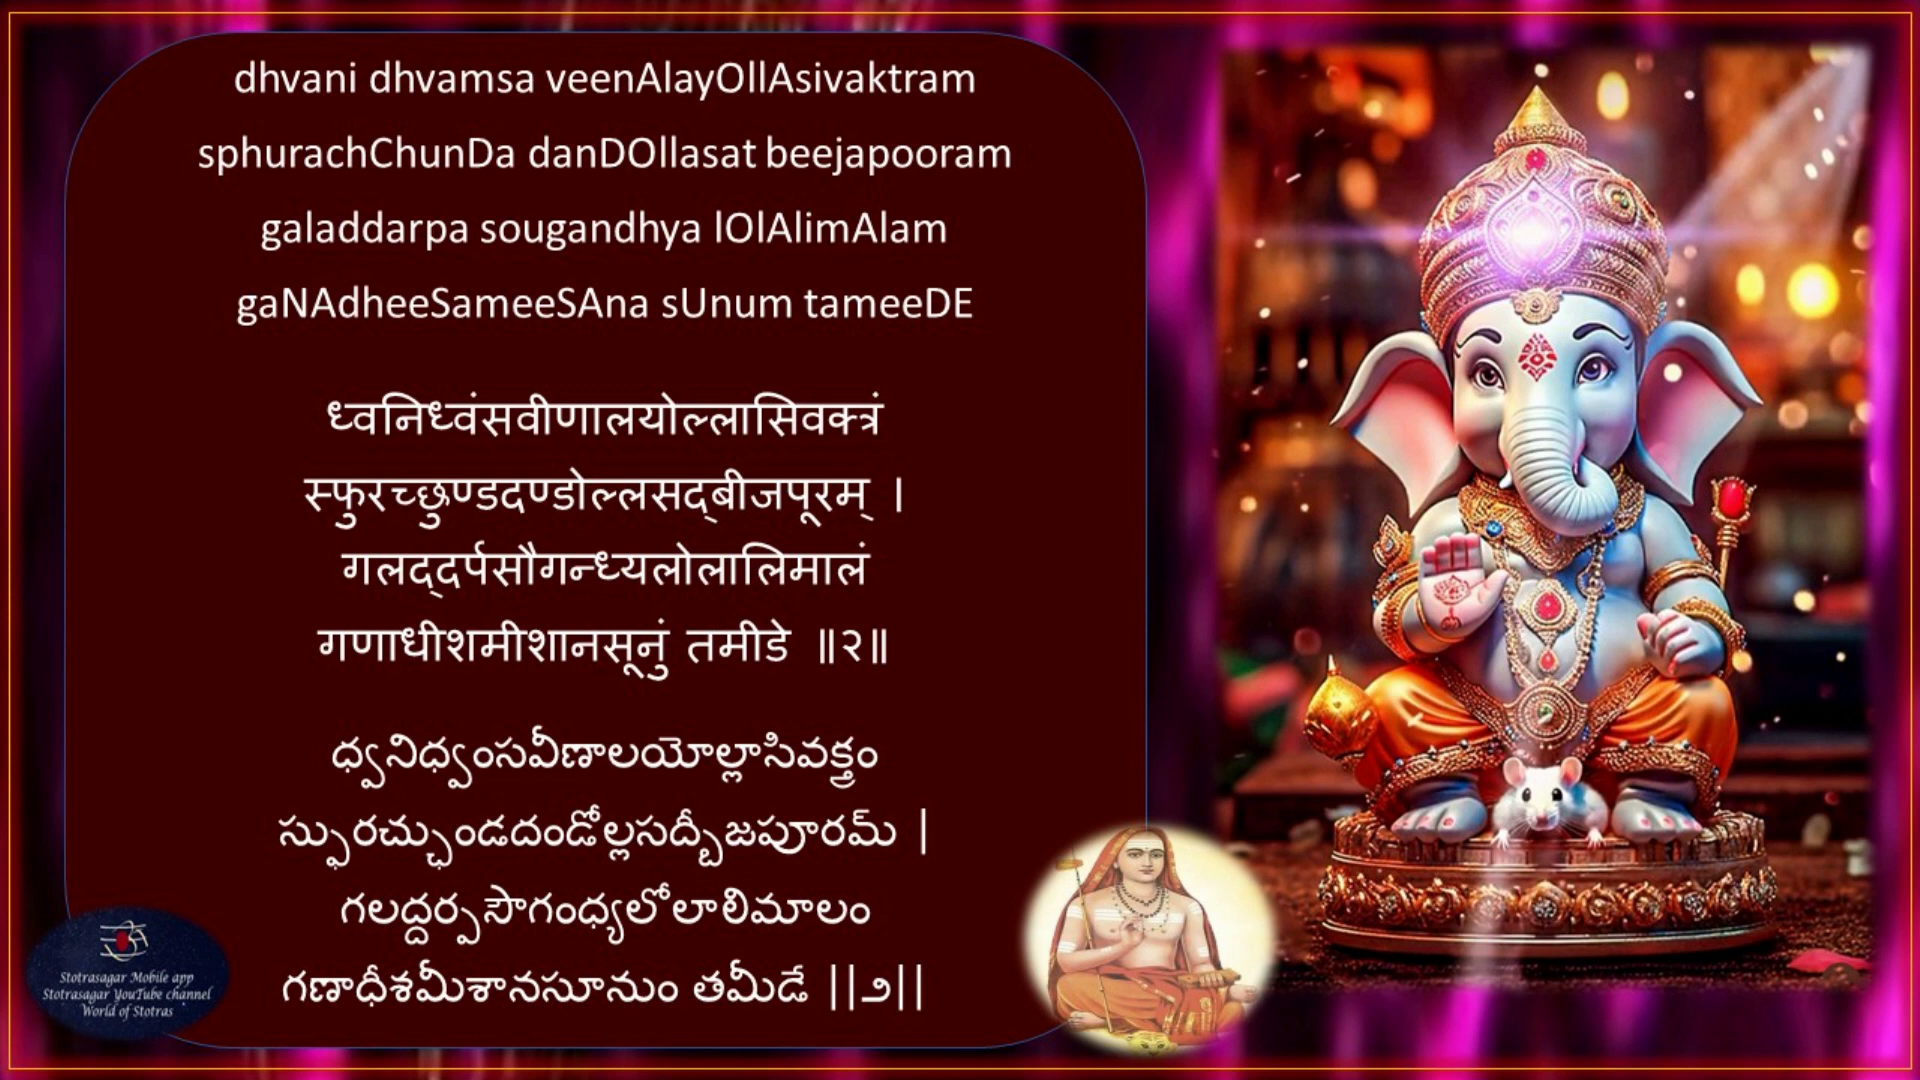 dhvani dhvamsa veenAlayOllAsivaktram
sphurachChunDa danDOllasat beejapooram
galaddarpa sougandhya lOlAlimAlam
gaNAdheeSameeSAna sUnum tameeDE
ध्वनिध्वंसवीणालयोल्लासिवक्त्रं
स्फुरच्छुण्डदण्डोल्लसद्‌बीजपूरम् ।
गलद्‌दर्पसौगन्ध्यलोलालिमालं
गणाधीशमीशानसूनुं तमीडे ॥२॥
ధ్వనిధ్వంసవీణాలయోల్లాసివక్త్రం
స్ఫురచ్ఛుండదండోల్లసద్బీజపూరమ్ |
గలద్దర్పసౌగంధ్యలోలాలిమాలం
గణాధీశమీశానసూనుం తమీడే ||౨||
Stotrasagar Mobile app
Stotrasagar YouTube channel
World of Stotras